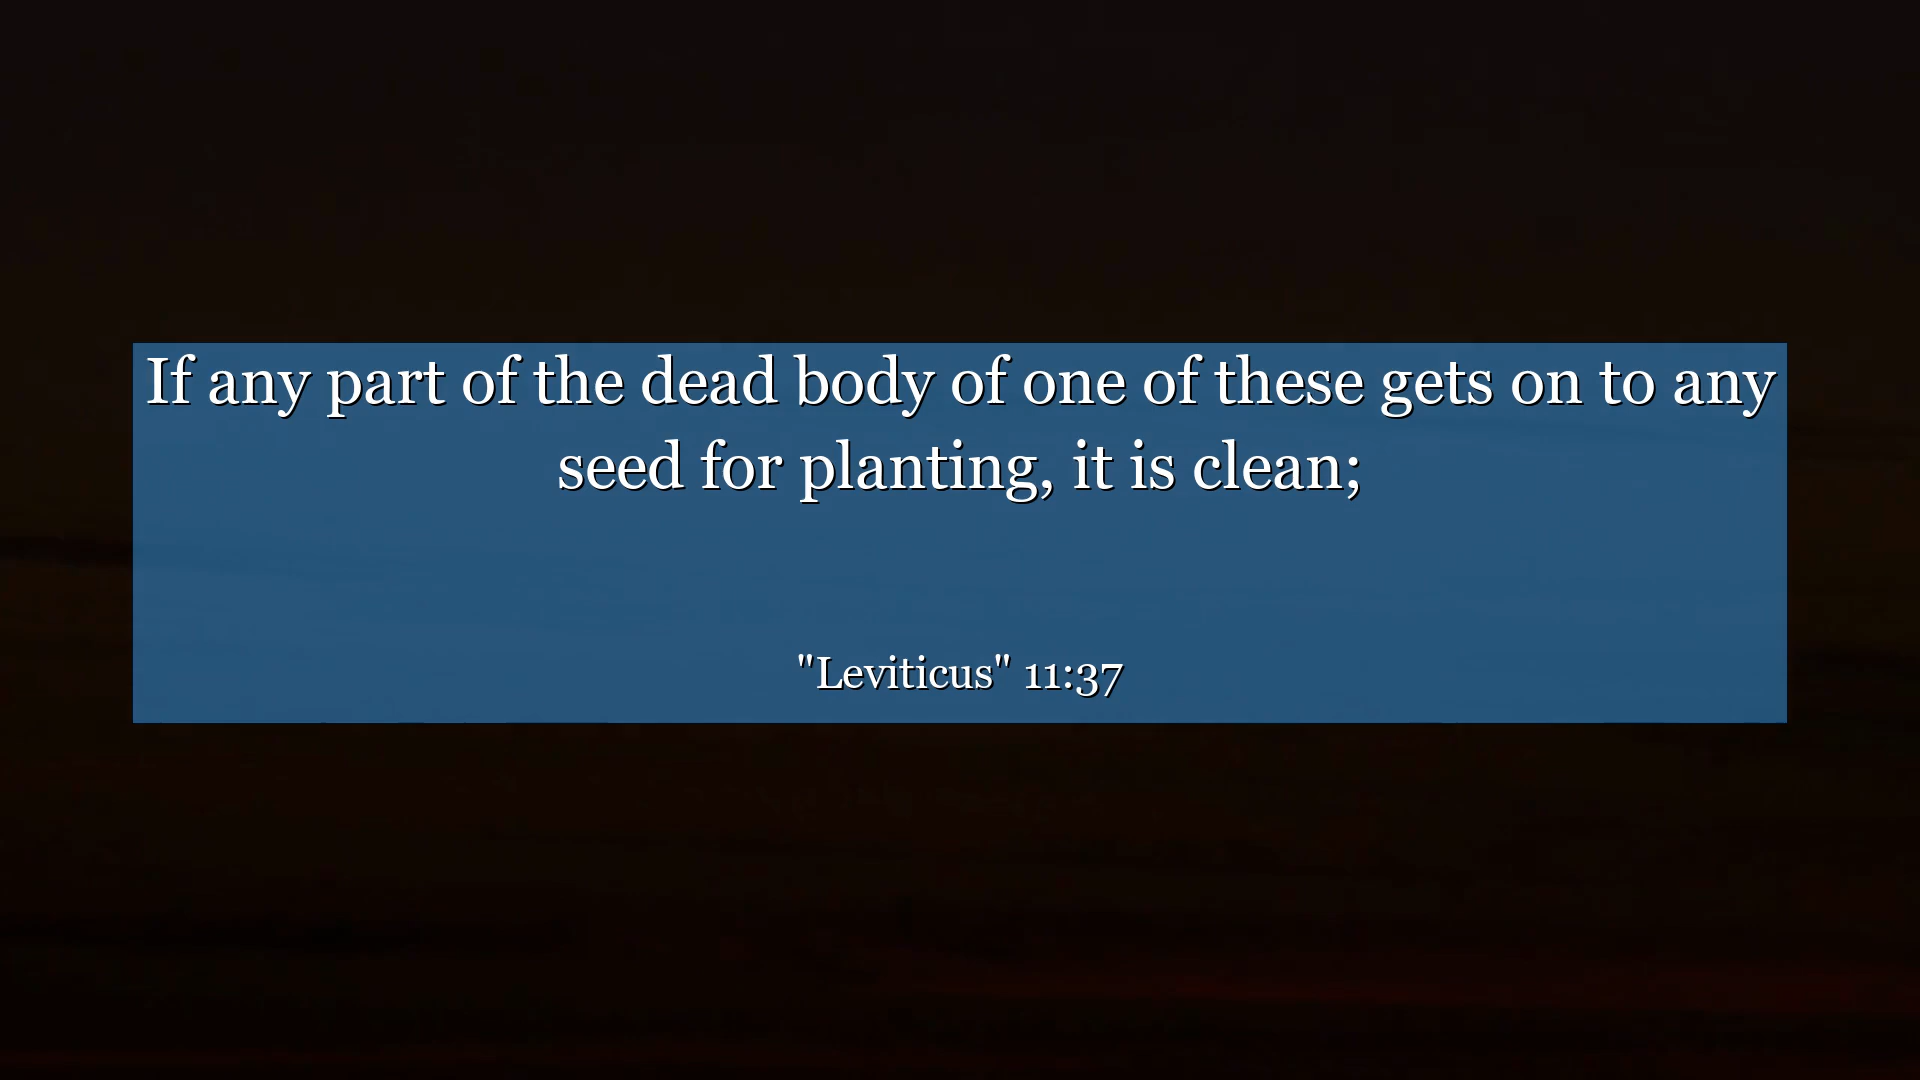 If any part of the dead body of one of these gets on to any
seed for planting, it is clean;
"Leviticus" 11:37